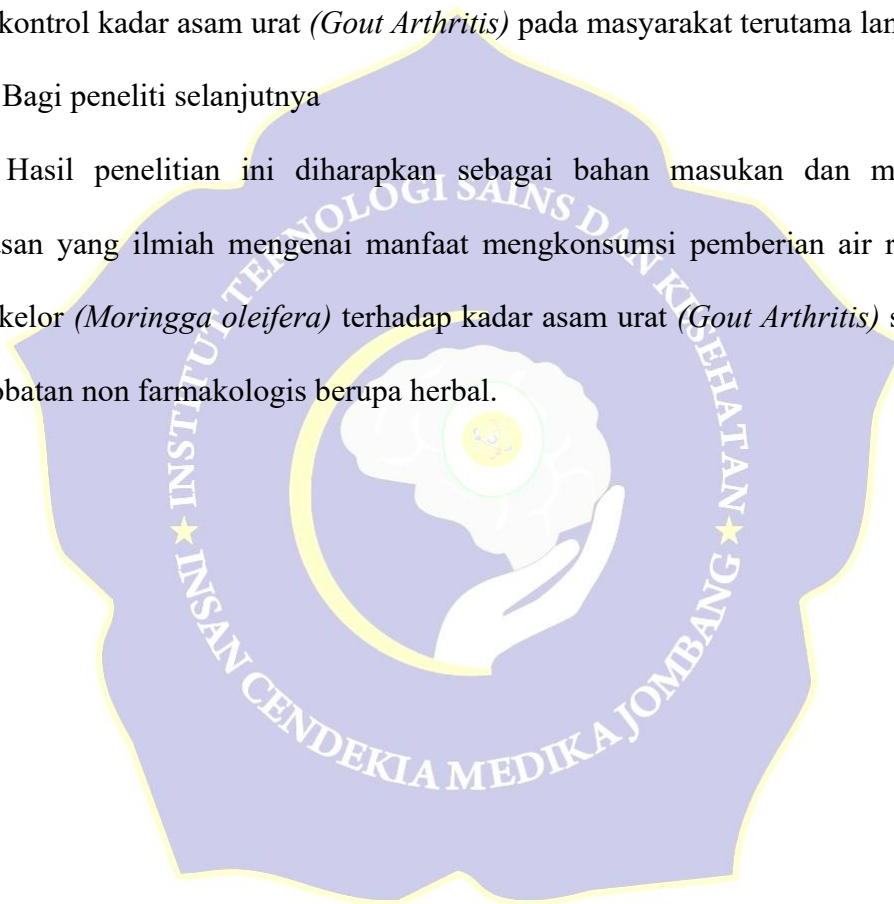 kontrol kadar asam urat (Gout Arthritis) pada masyarakat terutama lan
Bagi peneliti selanjutnya
Hasil penelitian ini diharapkan sebagai bahan masukan dan m
san yang ilmiah mengenai manfaat mengkonsumsi pemberian air r
kelor (Moringga oleifera) terhadap kadar asam urat (Gout Arthritis) s
obatan non farmakologis berupa herbal.
INSTITUT TEKNOLOGI SAINS DAN KESEHATAN
INSAN CENDEKIA MEDIKA JOMBANG